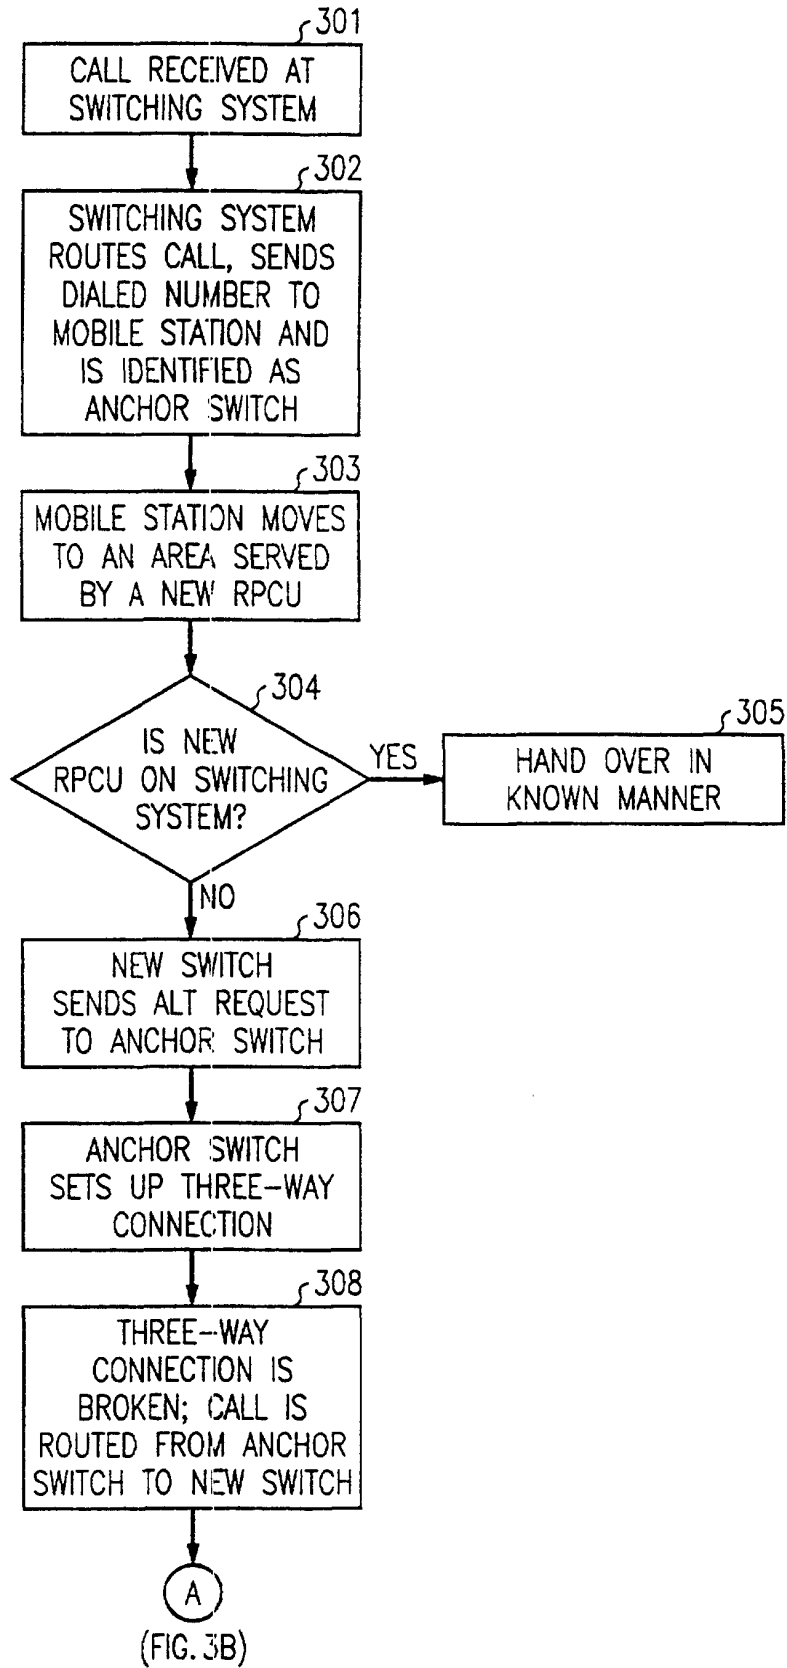 301
CALL RECEIVED AT
SWITCHING SYSTEM
302
SWITCHING SYSTEM
ROUTES CALL, SENDS
DIALED NUMBER TO
MOBILE STATION AND
IS IDENTIFIED AS
ANCHOR SWITCH
303
MOBILE STATION MOVES
TO AN AREA SERVED
BY A NEW RPCU
304
IS NEW
RPCU ON SWITCHING
SYSTEM?
YES
305
HAND OVER IN
KNOWN MANNER
NO
306
NEW SWITCH
SENDS ALT REQUEST
TO ANCHOR SWITCH
307
ANCHOR SWITCH
SETS UP THREE-WAY
CONNECTION
308
THREE-WAY
CONNECTION IS
BROKEN; CALL IS
ROUTED FROM ANCHOR
SWITCH TO NEW SWITCH
A
(FIG. 3B)